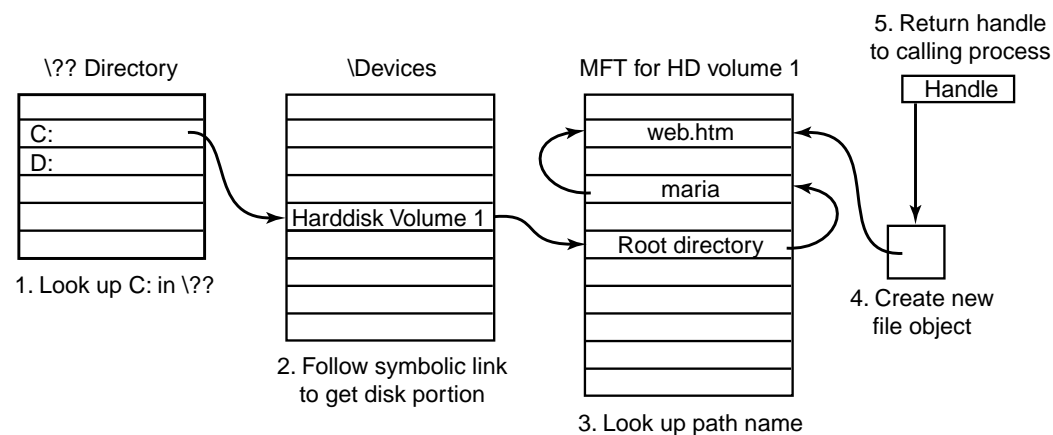 \?? Directory
C:
D:
1. Look up C: in \??
\Devices
Harddisk Volume 1
2. Follow symbolic link
to get disk portion
MFT for HD volume 1
web.htm
maria
Root directory
3. Look up path name
5. Return handle
to calling process
Handle
4. Create new
file object